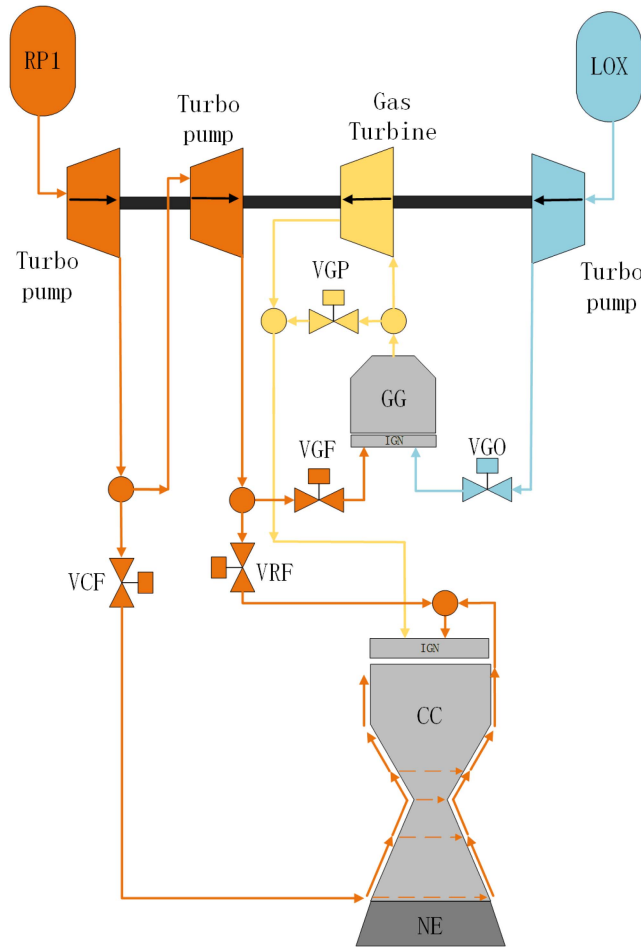 RP1
LOX
Turbo
pump
Gas
Turbine
Turbo
pump
VGP
Turbo
pump
GG
IGN
VGF
VGO
VCF
VRF
IGN
CC
NE